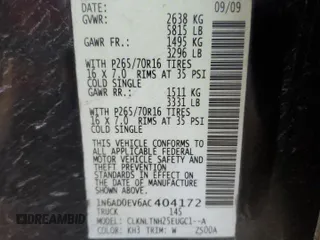 DATE: 09/09
GVWR: 2638 KG
5815 LB
GAWR FR.: 1495 KG
3296 LB
WITH P265/70R16 TIRES
16 X 7.0 RIMS AT 35 PSI
COLD SINGLE
GAWR RR.: 1511 KG
3331 LB
WITH P265/70R16 TIRES
16 X 7.0 RIMS AT 35 PSI
COLD SINGLE
THIS VEHICLE CONFORMS TO ALL
APPLICABLE FEDERAL MOTOR
VEHICLE SAFETY AND THEFT
PREVENTION STANDARDS IN EFFECT
ON THE DATE OF MANUFACTURE
SHOWN ABOVE.
1N6AD0EV6AC404172
TRUCK 145
MODEL: CLKNLTNH25EUGC1--A
COLOR: KH3 TRIM: W 2500A